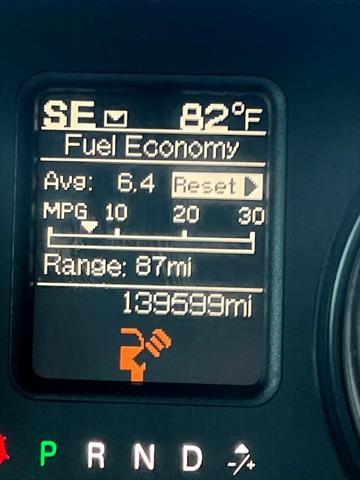 SE 82°F
Fuel Economy
Avg: 6.4 Reset
MPG 10 20 30
Range: 87mi
139599mi
P R N D -/+